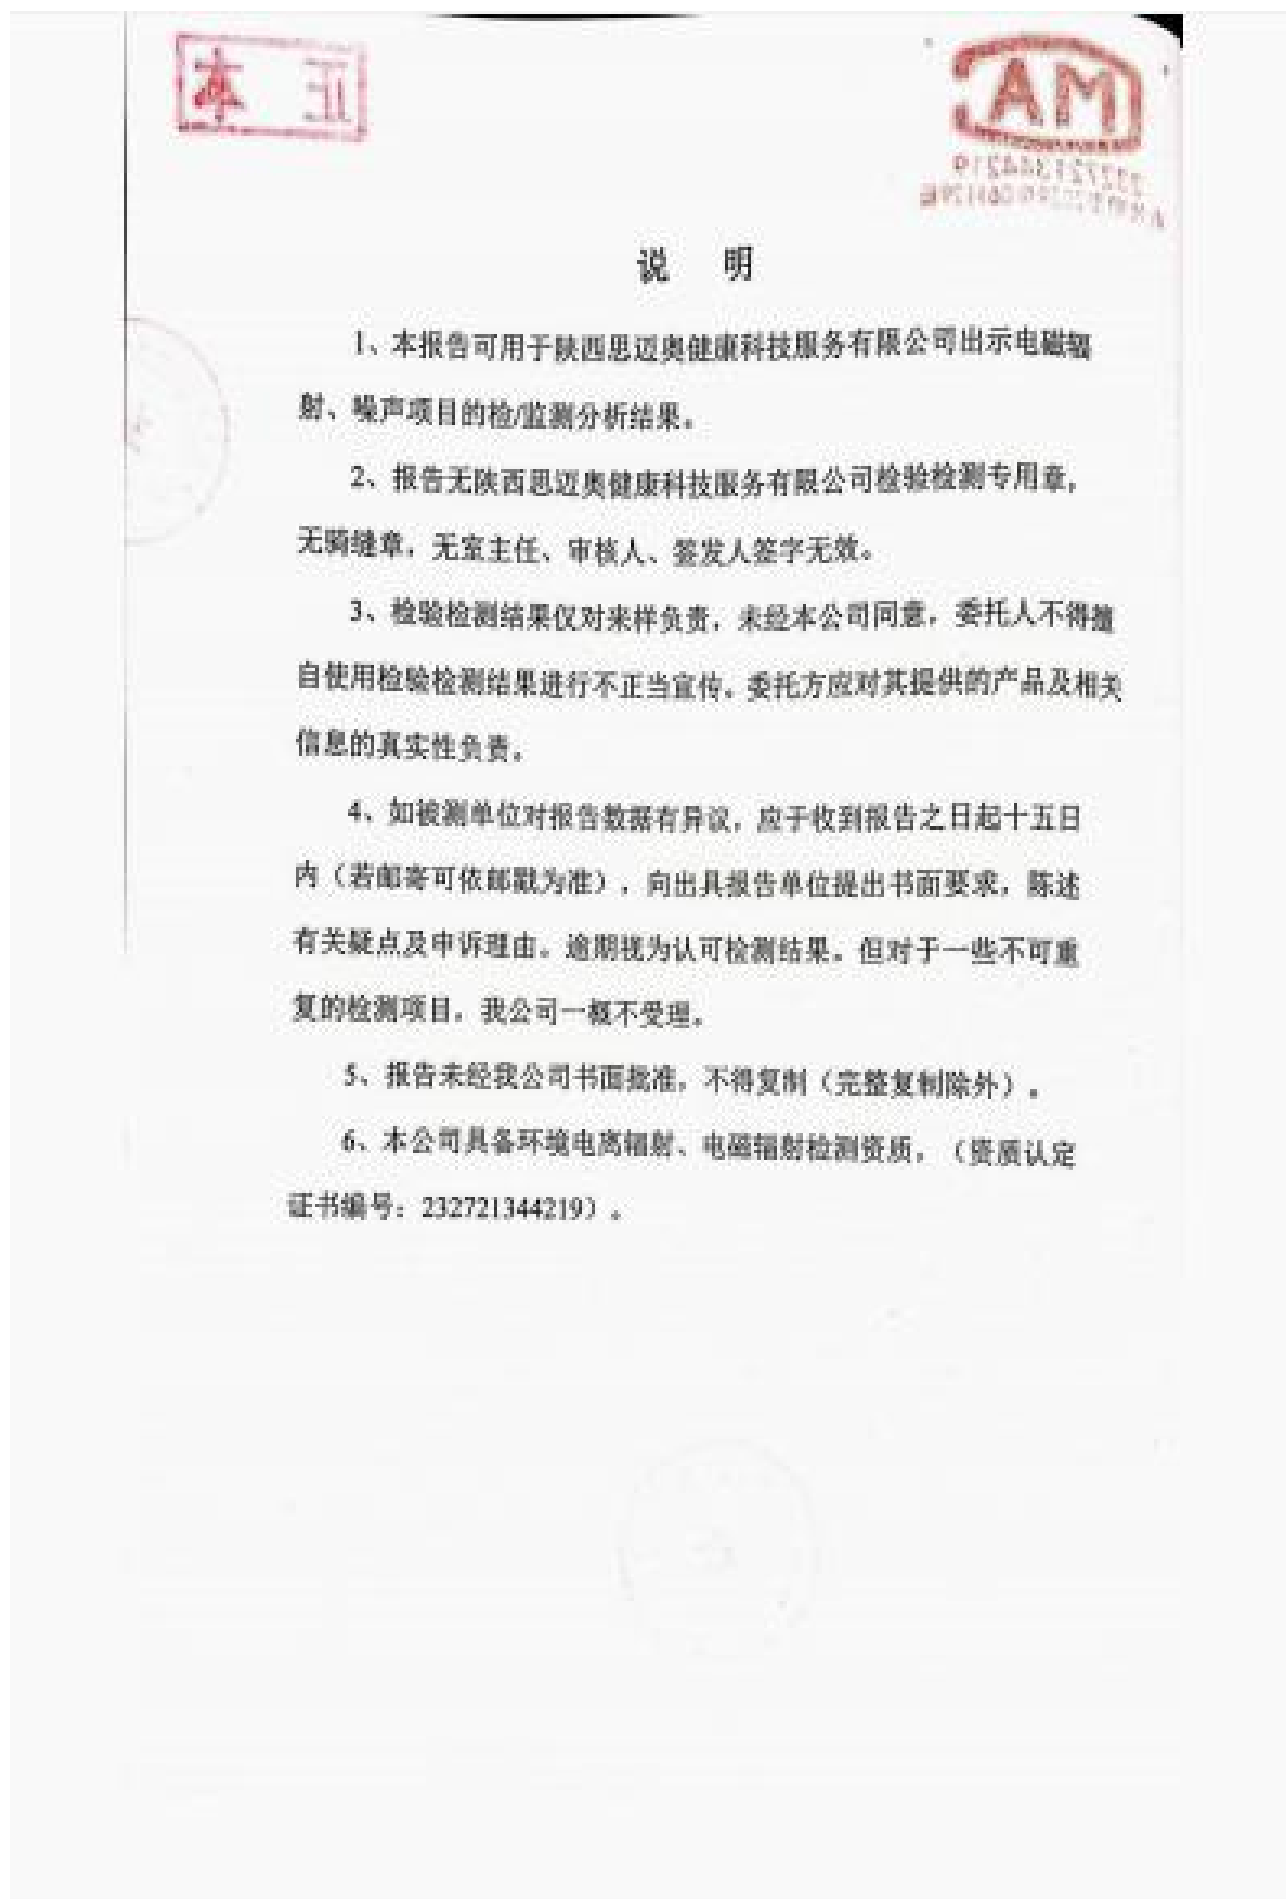 正 本
MA
232721344219
说 明
1、本报告可用于陕西思迈奥健康科技服务有限公司出示电磁辐
射、噪声项目的检/监测分析结果。
2、报告无陕西思迈奥健康科技服务有限公司检验检测专用章，
无骑缝章，无室主任、审核人、签发人签字无效。
3、检验检测结果仅对来样负责，未经本公司同意，委托人不得擅
自使用检验检测结果进行不正当宣传。委托方应对其提供的产品及相关
信息的真实性负责。
4、如被测单位对报告数据有异议，应于收到报告之日起十五日
内（若邮寄可依邮戳为准），向出具报告单位提出书面要求，陈述
有关疑点及申诉理由。逾期视为认可检测结果。但对于一些不可重
复的检测项目，我公司一概不受理。
5、报告未经我公司书面批准，不得复制（完整复制除外）。
6、本公司具备环境电离辐射、电磁辐射检测资质，（资质认定
证书编号：232721344219）。